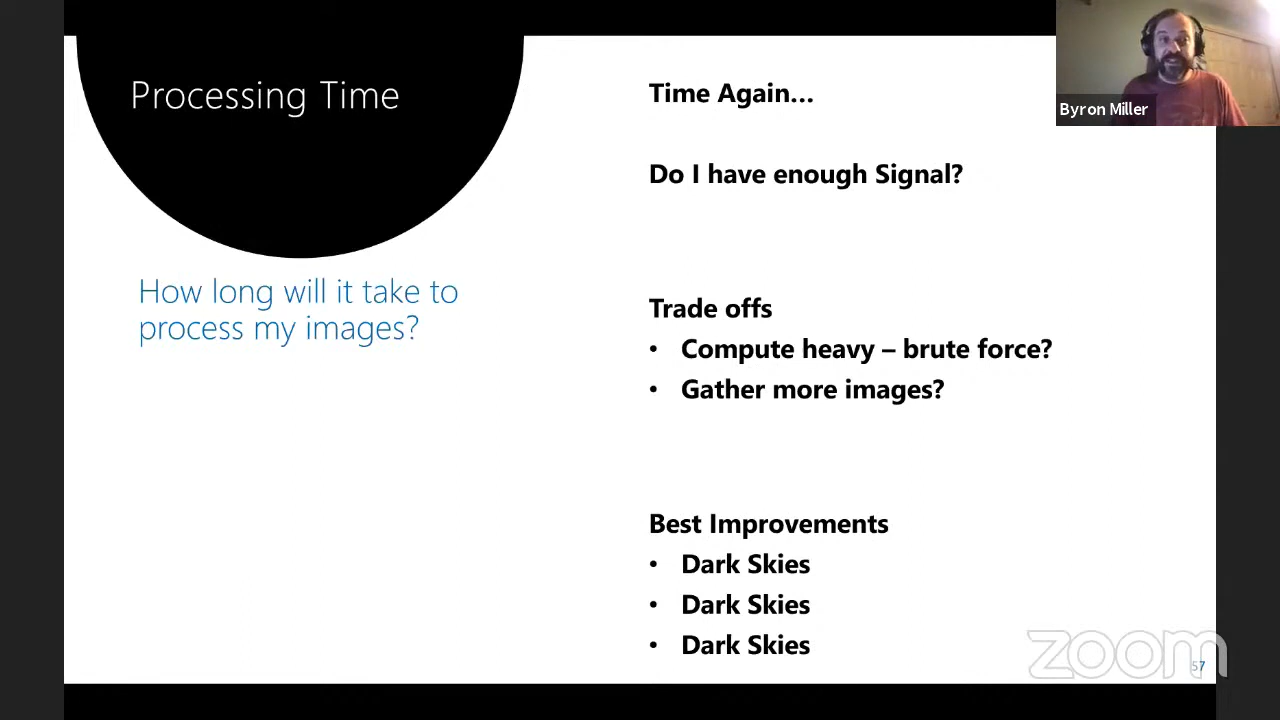 Processing Time
How long will it take to
process my images?
Time Again...
Do I have enough Signal?
Trade offs
• Compute heavy – brute force?
• Gather more images?
Best Improvements
• Dark Skies
• Dark Skies
• Dark Skies
Byron Miller
zoom
57